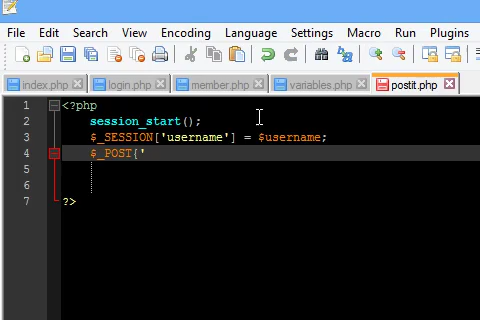 File Edit Search View Encoding Language Settings Macro Run Plugins
index.php login.php member.php variables.php postit.php
1 <?php
2 session_start();
3 $_SESSION['username'] = $username;
4 $_POST{'
5
6
7 ?>